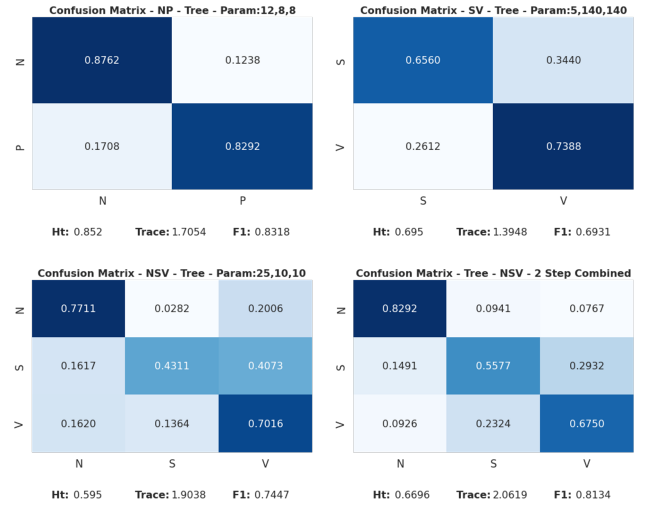 Confusion Matrix - NP - Tree - Param:12,8,8
N 0.8762 0.1238
P 0.1708 0.8292
N P
Ht: 0.852 Trace: 1.7054 F1: 0.8318
Confusion Matrix - SV - Tree - Param:5,140,140
S 0.6560 0.3440
V 0.2612 0.7388
S V
Ht: 0.695 Trace: 1.3948 F1: 0.6931
Confusion Matrix - NSV - Tree - Param:25,10,10
N 0.7711 0.0282 0.2006
S 0.1617 0.4311 0.4073
V 0.1620 0.1364 0.7016
N S V
Ht: 0.595 Trace: 1.9038 F1: 0.7447
Confusion Matrix - Tree - NSV - 2 Step Combined
N 0.8292 0.0941 0.0767
S 0.1491 0.5577 0.2932
V 0.0926 0.2324 0.6750
N S V
Ht: 0.6696 Trace: 2.0619 F1: 0.8134